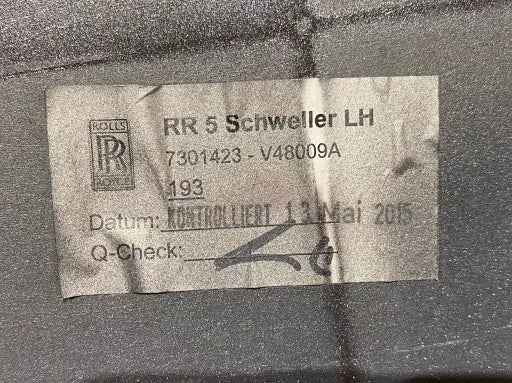 ROLLS
RR
ROYCE
RR 5 Schweller LH
7301423 - V48009A
193
Datum: KONTROLLIERT 13. Mai 2015
Q-Check: